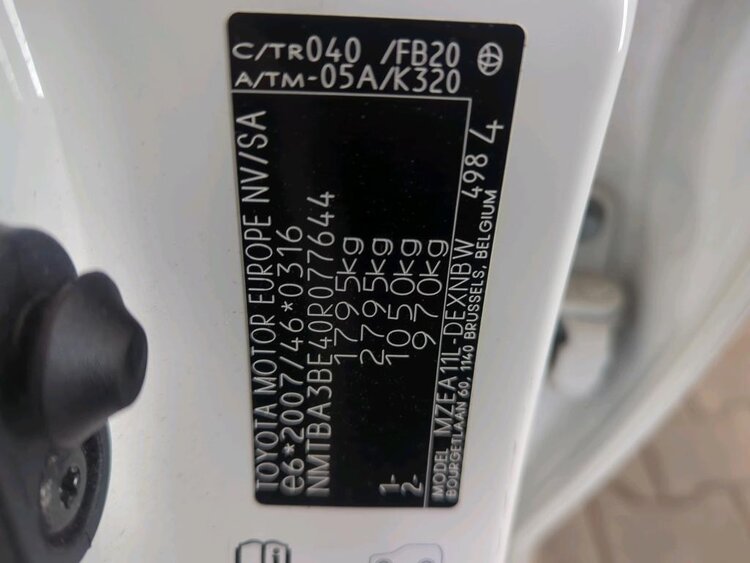 C/TR040 /FB20
A/TM-05A/K320
TOYOTA MOTOR EUROPE NV/SA
e6*2007/46*0316
NMTBA3BE40R077644
1795kg
2795kg
1- 1050kg
2- 970kg
MODEL MZEA11L-DEXNBW 498 4
BOURGETLAAN 60, 1140 BRUSSELS, BELGIUM